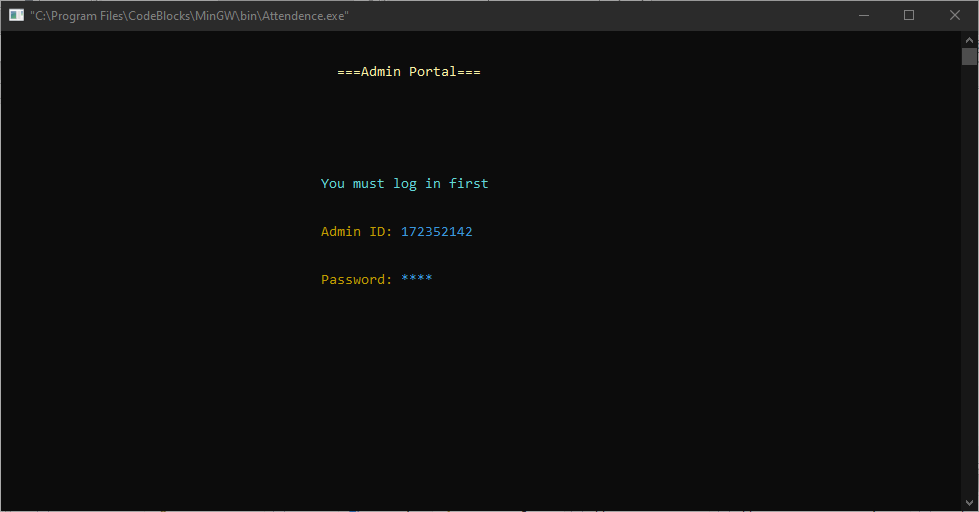 "C:\Program Files\CodeBlocks\MinGW\bin\Attendence.exe"
===Admin Portal===
You must log in first
Admin ID: 172352142
Password: ****